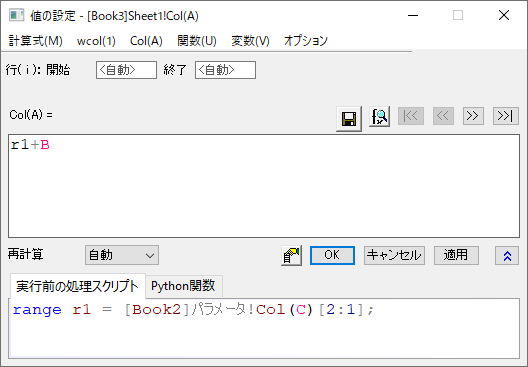 値の設定 - [Book3]Sheet1!Col(A)
計算式(M) wcol(1) Col(A) 関数(U) 変数(V) オプション
行(i): 開始 <自動> 終了 <自動>
Col(A) =
|<< << >> >>|
r1+B
再計算 自動 OK キャンセル 適用
実行前の処理スクリプト Python関数
range r1 = [Book2]パラメータ!Col(C)[2:1];